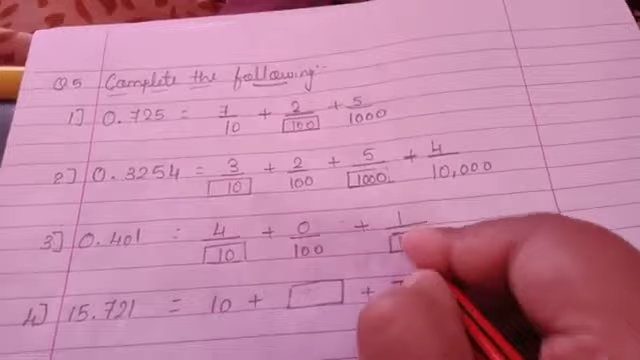 Q5 Complete the following:-
1] 0.725 = 7/10 + 2/100 + 5/1000
2] 0.3254 = 3/10 + 2/100 + 5/1000 + 4/10,000
3] 0.401 = 4/10 + 0/100 + 1/
4] 15.721 = 10 + +